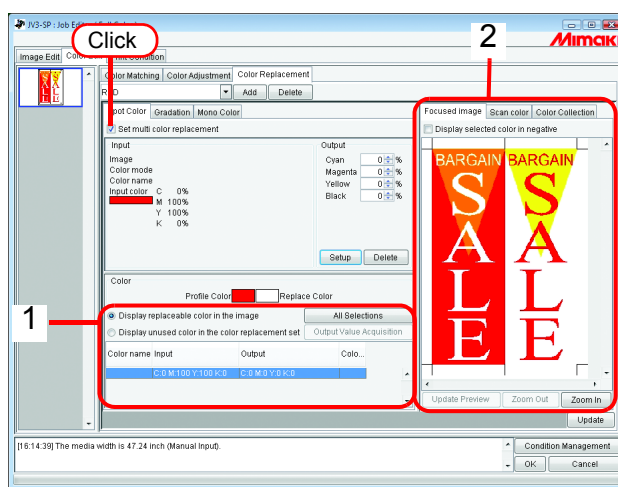 JV3-SP : Job Edi
Click
2
Mimaki
Image Edit
Color Matching Color Adjustment Color Replacement
Add Delete
Spot Color Gradation Mono Color
Focused image Scan color Color Collection
Set multi color replacement
Display selected color in negative
Input
Output
Image
Color mode
Color name
Input color C 0%
M 100%
Y 100%
K 0%
Cyan 0 %
Magenta 0 %
Yellow 0 %
Black 0 %
Setup Delete
BARGAIN BARGAIN
SALE SALE
Color
Profile Color Replace Color
1
Display replaceable color in the image All Selections
Display unused color in the color replacement set Output Value Acquisition
Color name Input Output Colo...
C:0 M:100 Y:100 K:0 C:0 M:0 Y:0 K:0
Update Preview Zoom Out Zoom In
Update
[16:14:39] The media width is 47.24 inch (Manual Input).
Condition Management
OK Cancel